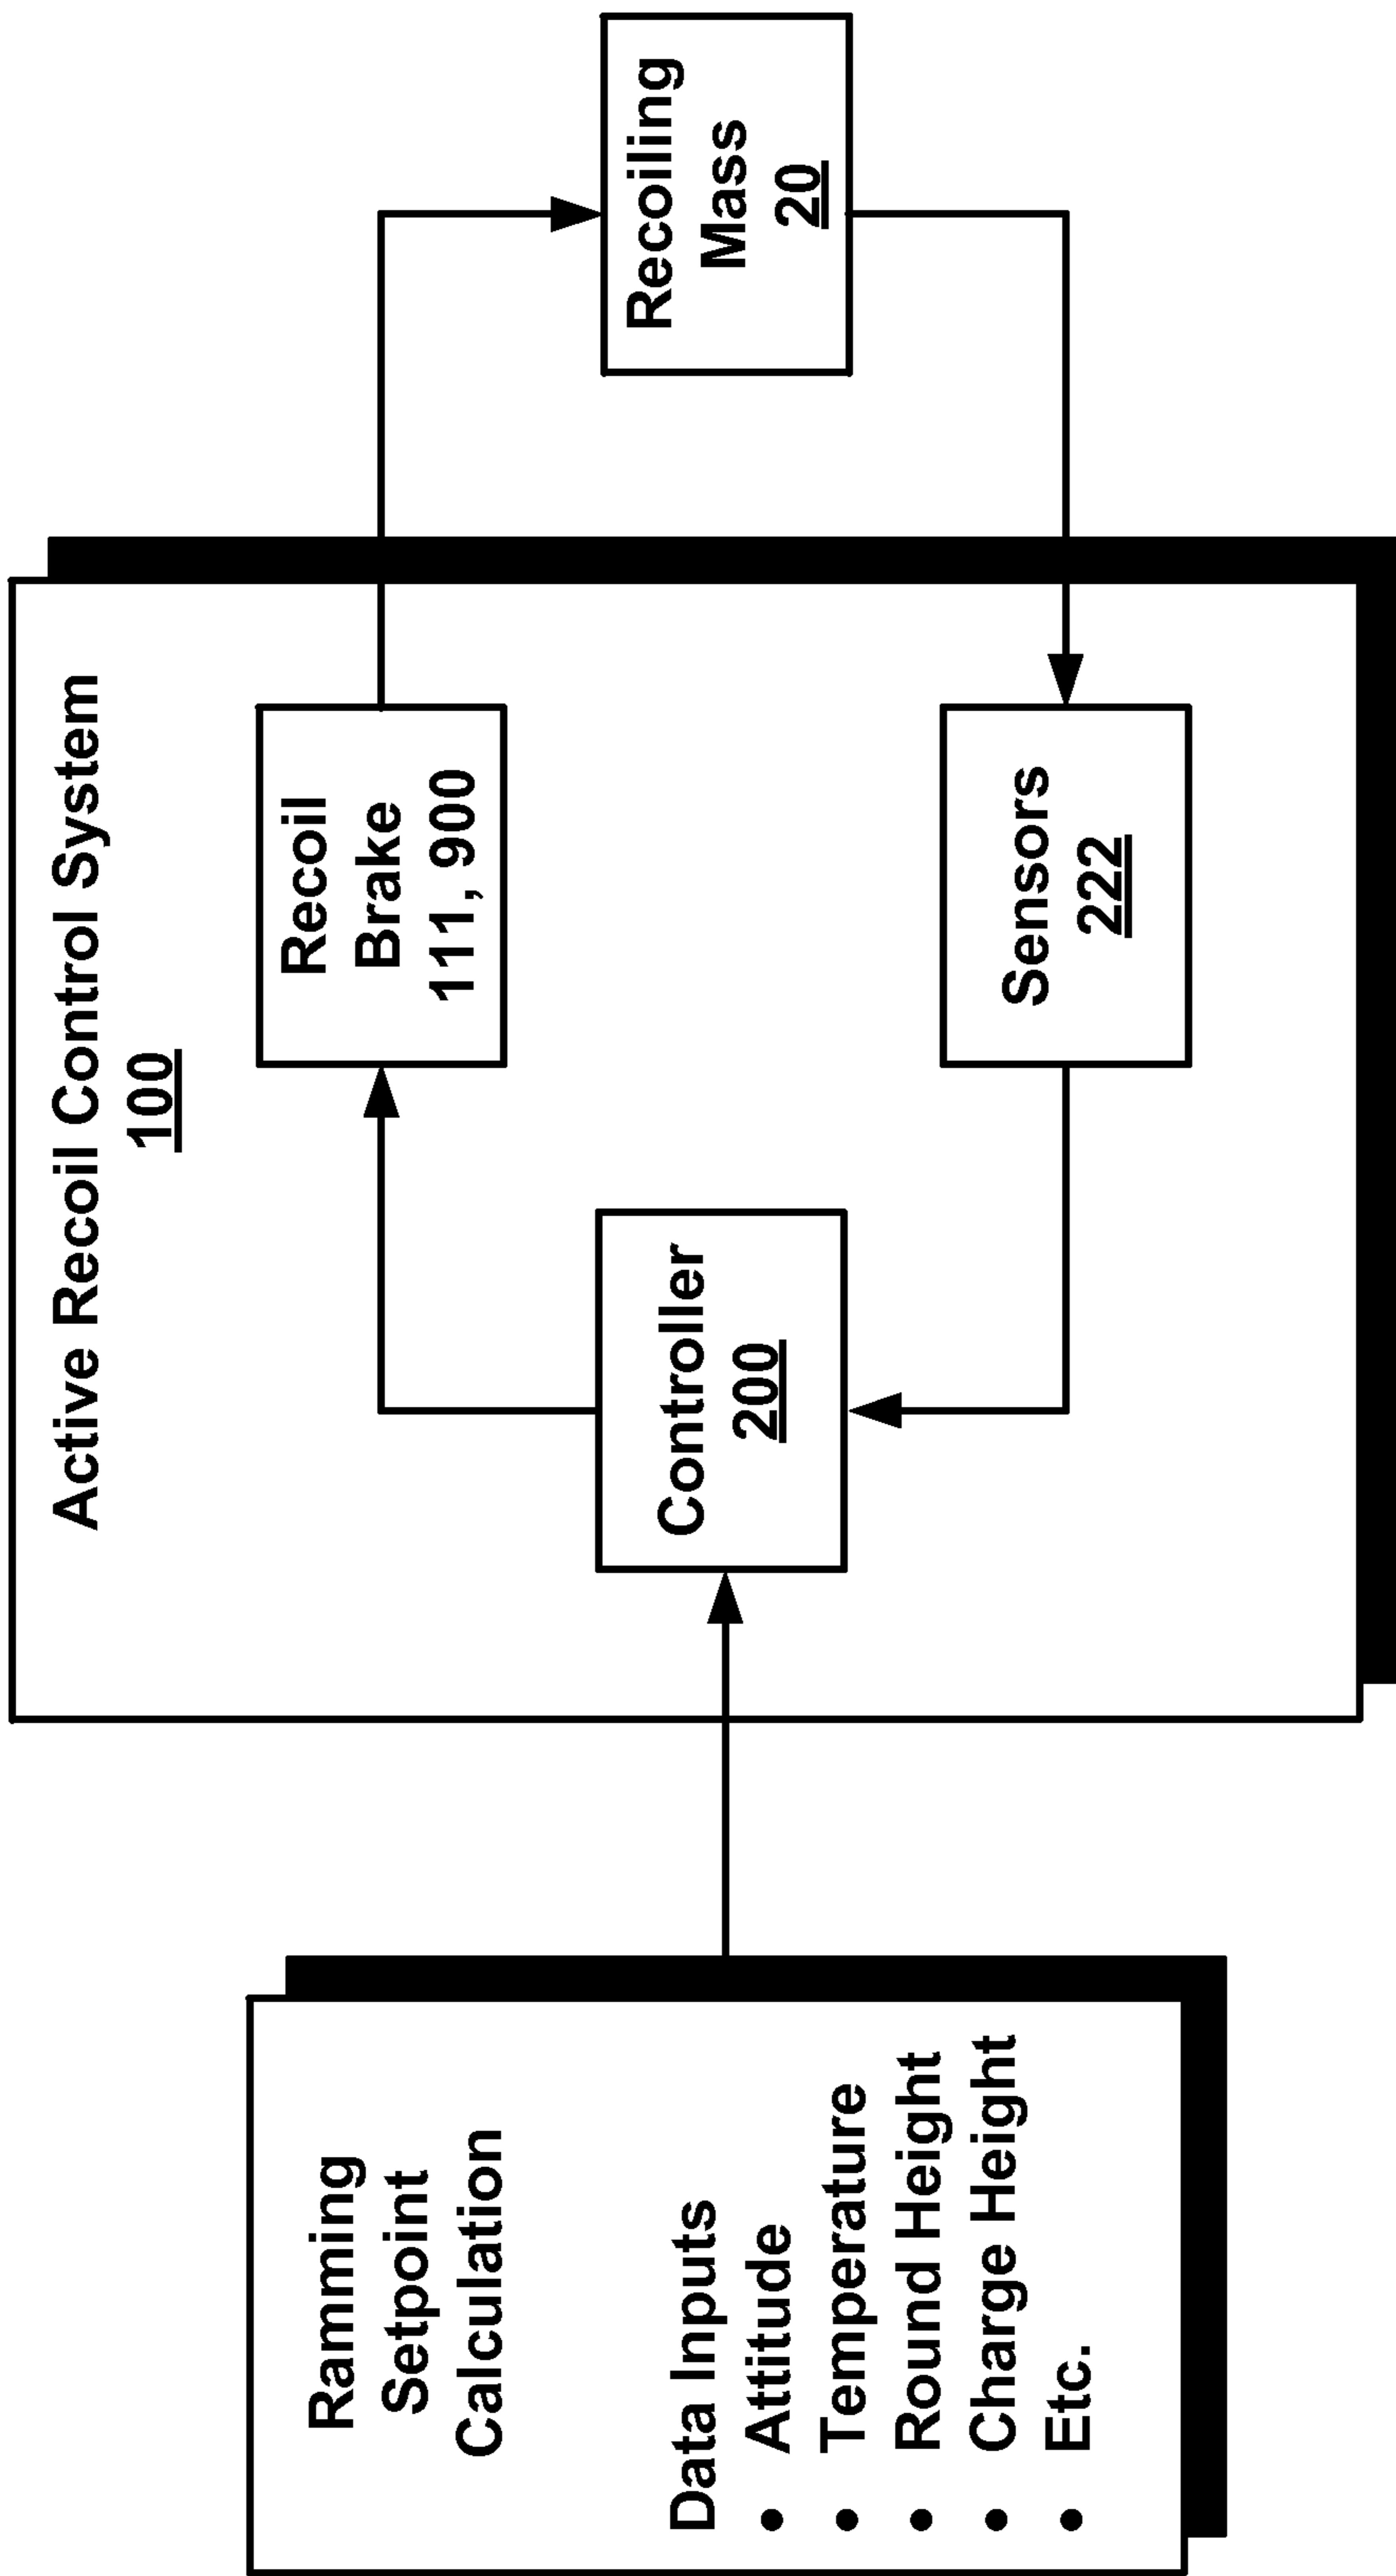 Ramming
Setpoint
Calculation
Data Inputs
• Attitude
• Temperature
• Round Height
• Charge Height
• Etc.
Active Recoil Control System
100
Controller
200
Recoil
Brake
111, 900
Sensors
222
Recoiling
Mass
20